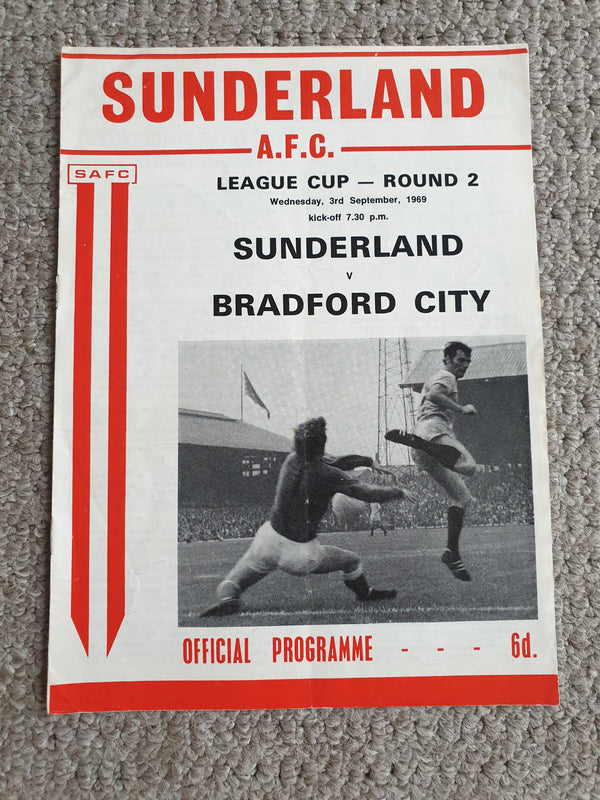 SUNDERLAND
A.F.C.
SAFC
LEAGUE CUP — ROUND 2
Wednesday, 3rd September, 1969
kick-off 7.30 p.m.
SUNDERLAND
v
BRADFORD CITY
OFFICIAL PROGRAMME - - - 6d.